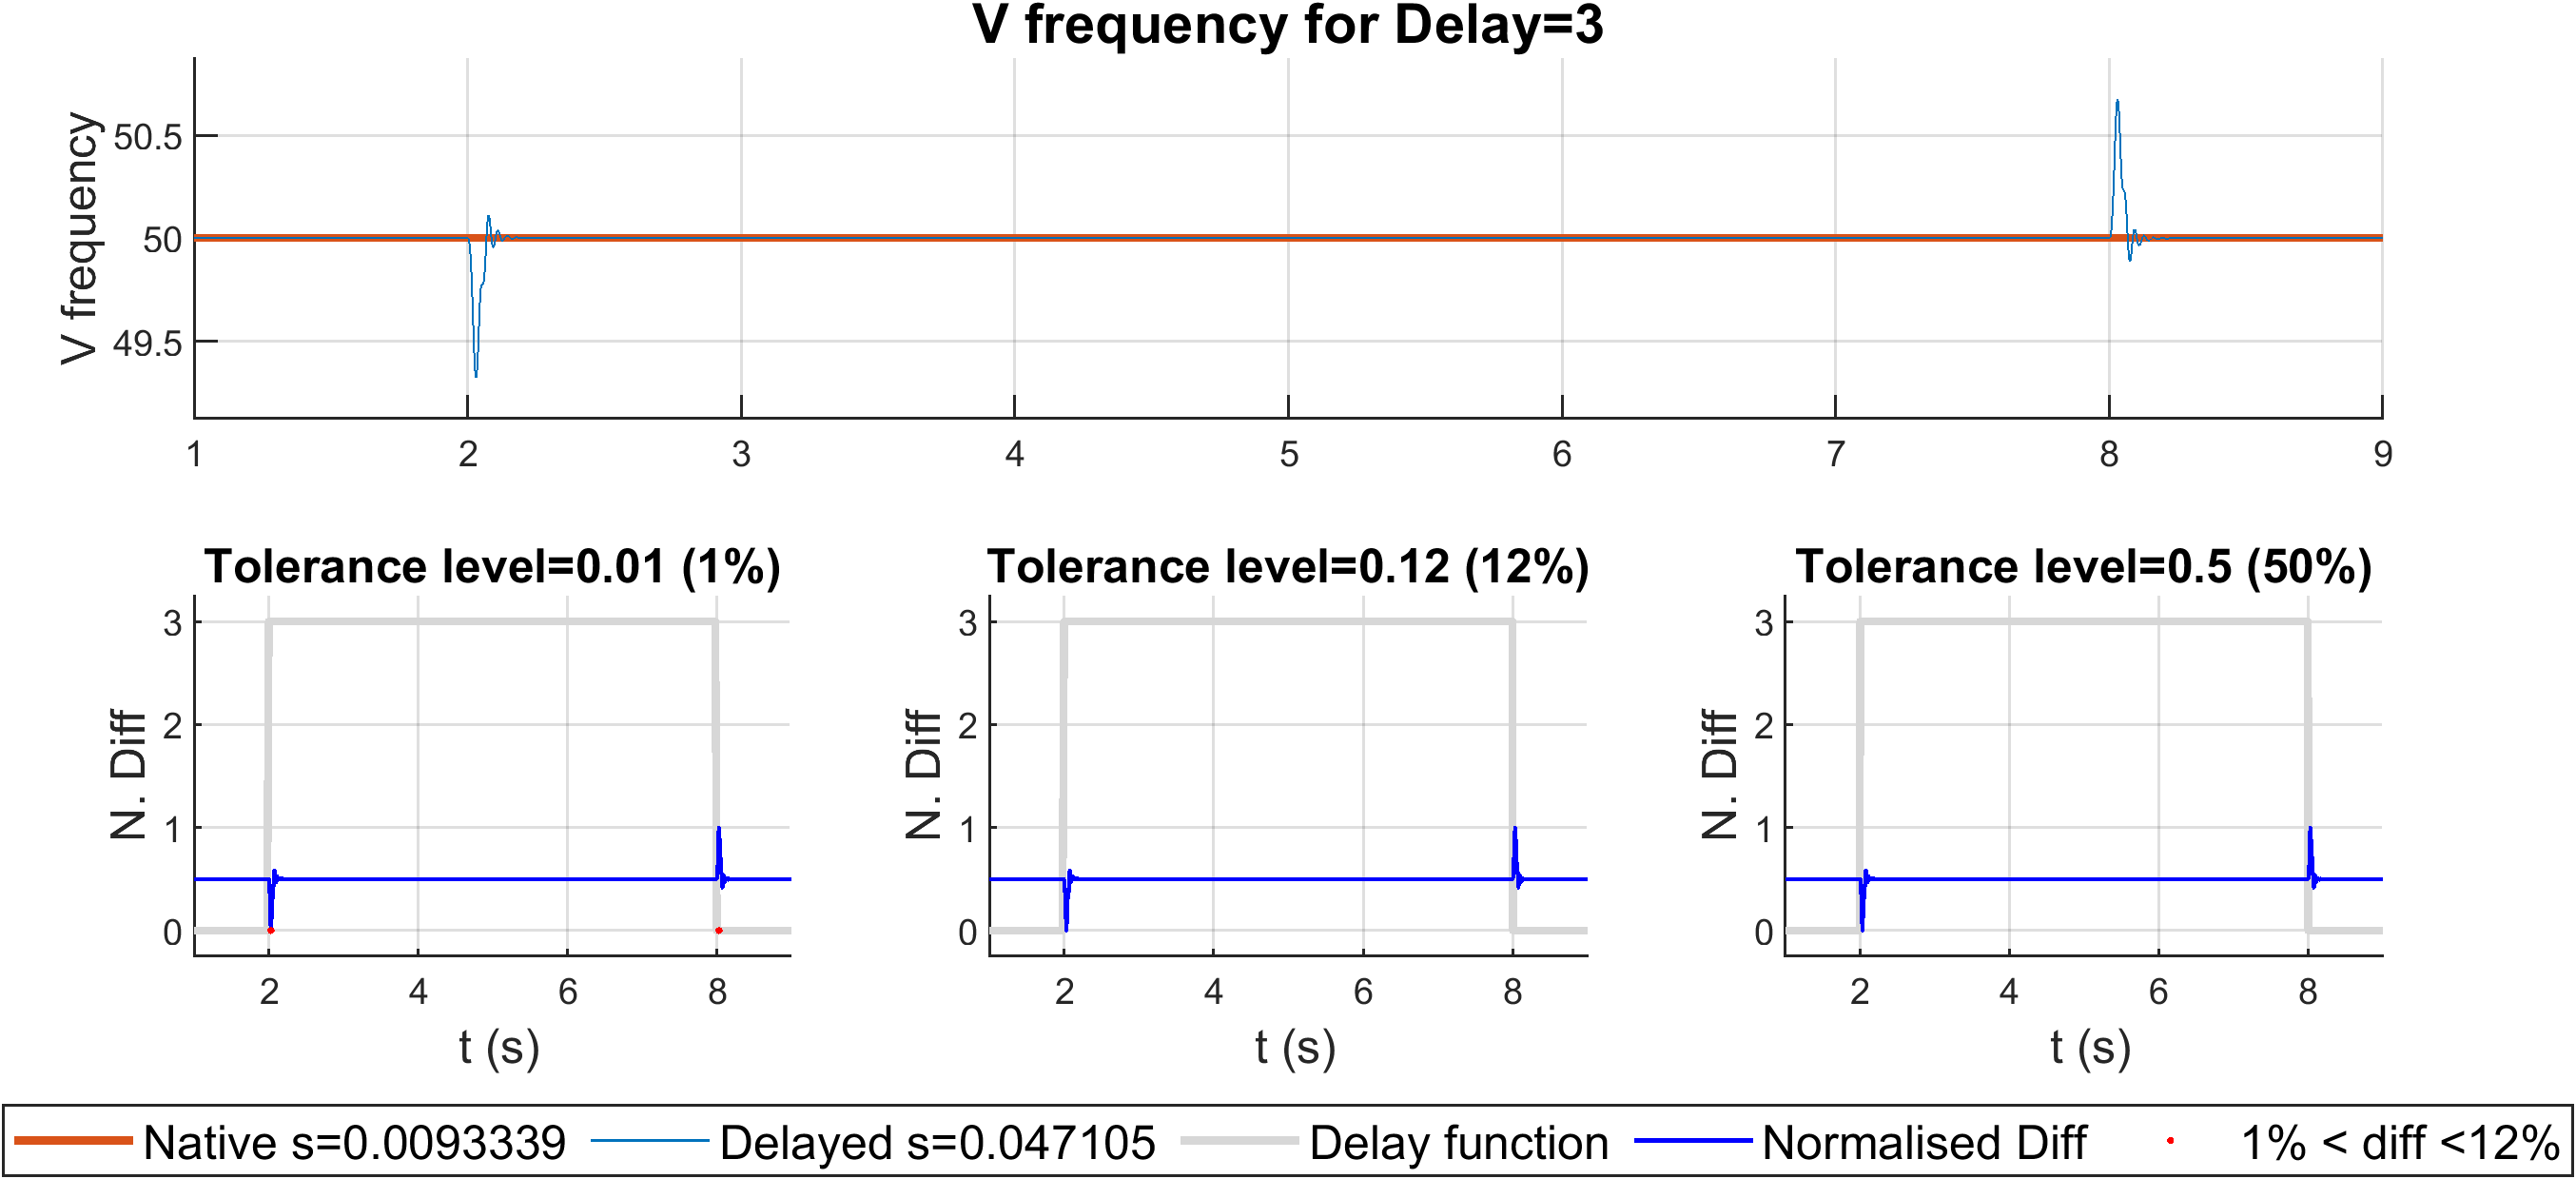 V frequency for Delay=3
V frequency
50.5
50
49.5
1 2 3 4 5 6 7 8 9
Tolerance level=0.01 (1%)
N. Diff
3
2
1
0
2 4 6 8
t (s)
Tolerance level=0.12 (12%)
N. Diff
3
2
1
0
2 4 6 8
t (s)
Tolerance level=0.5 (50%)
N. Diff
3
2
1
0
2 4 6 8
t (s)
Native s=0.0093339 Delayed s=0.047105 Delay function Normalised Diff 1% < diff <12%